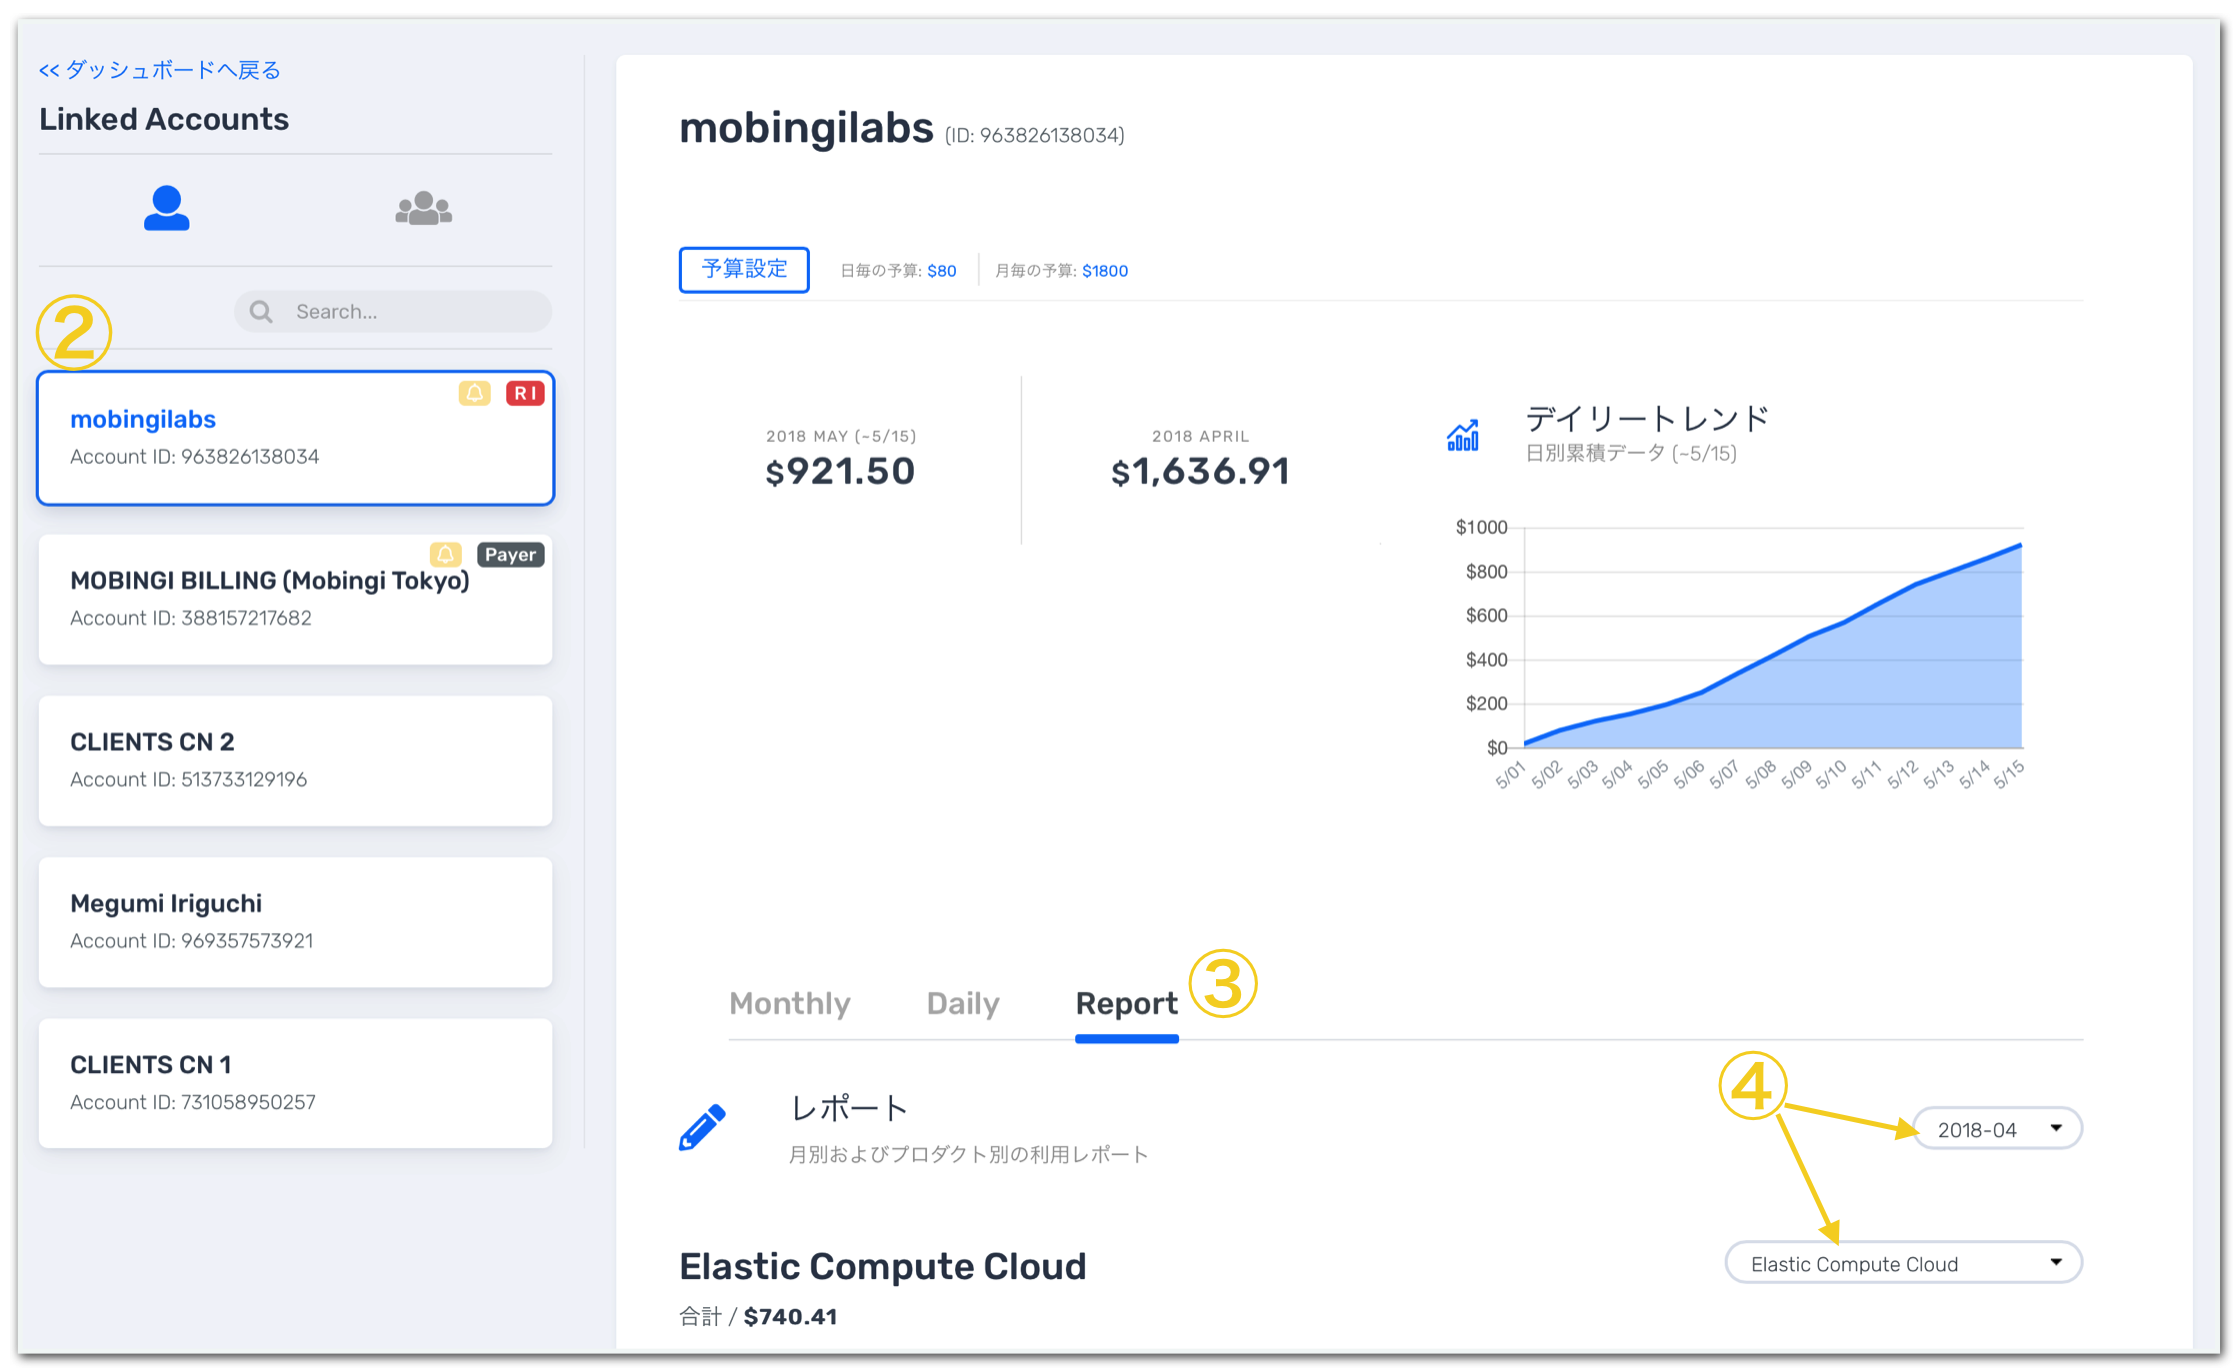 << ダッシュボードへ戻る
Linked Accounts
②
Search...
mobingilabs
RI
Account ID: 963826138034
MOBINGI BILLING (Mobingi Tokyo)
Payer
Account ID: 388157217682
CLIENTS CN 2
Account ID: 513733129196
Megumi Iriguchi
Account ID: 969357573921
CLIENTS CN 1
Account ID: 731058950257
mobingilabs (ID: 963826138034)
予算設定 日毎の予算: $80 月毎の予算: $1800
2018 MAY (~5/15)
$921.50
2018 APRIL
$1,636.91
デイリートレンド
日別累積データ (~5/15)
$1000
$800
$600
$400
$200
$0
5/01 5/02 5/03 5/04 5/05 5/06 5/07 5/08 5/09 5/10 5/11 5/12 5/13 5/14 5/15
Monthly Daily Report ③
レポート
月別およびプロダクト別の利用レポート
④
2018-04
Elastic Compute Cloud
Elastic Compute Cloud
合計 / $740.41